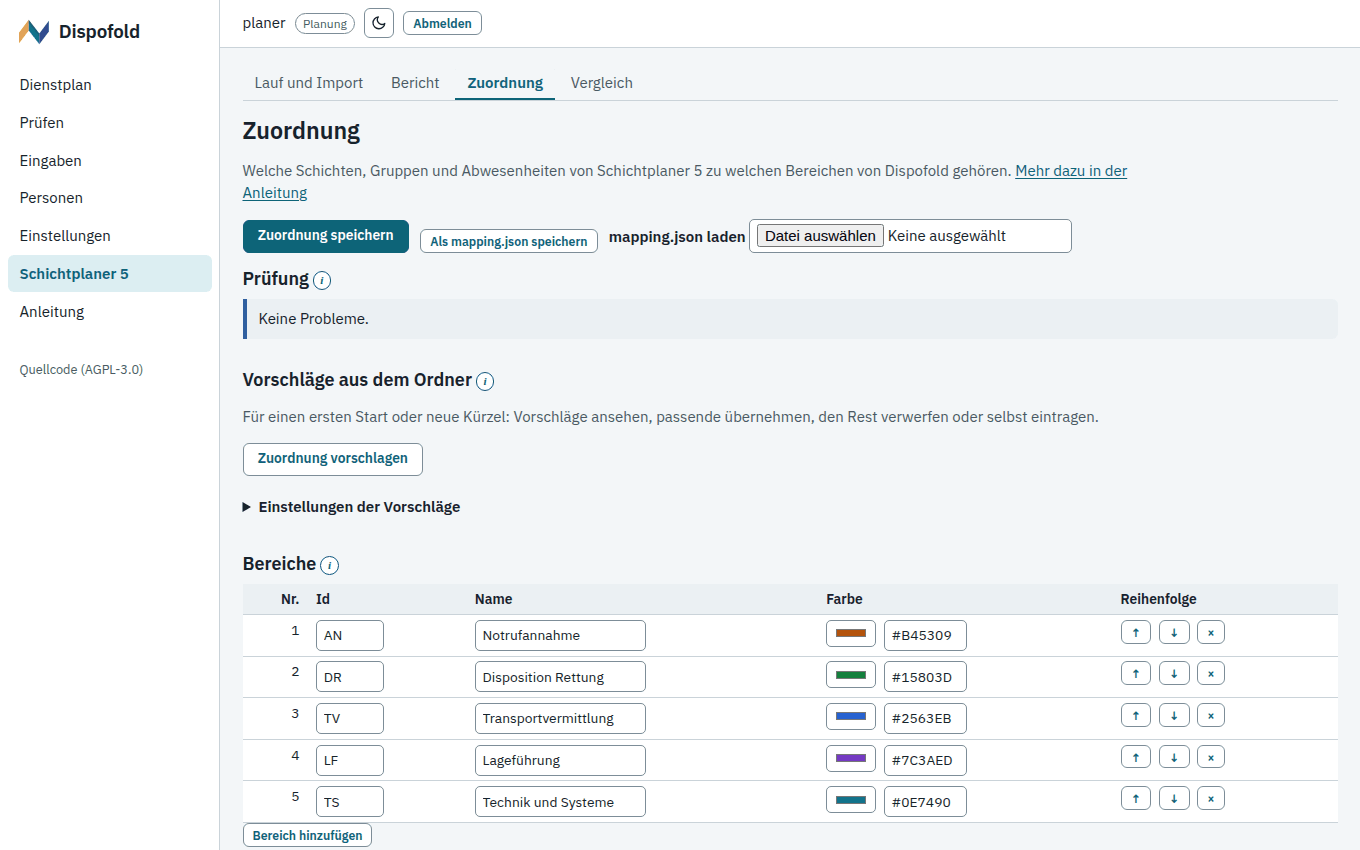 Dispofold
Dienstplan
Prüfen
Eingaben
Personen
Einstellungen
Schichtplaner 5
Anleitung
Quellcode (AGPL-3.0)
planer Planung Abmelden
Lauf und Import Bericht Zuordnung Vergleich
Zuordnung
Welche Schichten, Gruppen und Abwesenheiten von Schichtplaner 5 zu welchen Bereichen von Dispofold gehören. Mehr dazu in der
Anleitung
Zuordnung speichern Als mapping.json speichern mapping.json laden Datei auswählen Keine ausgewählt
Prüfung i
Keine Probleme.
Vorschläge aus dem Ordner i
Für einen ersten Start oder neue Kürzel: Vorschläge ansehen, passende übernehmen, den Rest verwerfen oder selbst eintragen.
Zuordnung vorschlagen
▶ Einstellungen der Vorschläge
Bereiche i
Nr. Id Name Farbe Reihenfolge
1 AN Notrufannahme #B45309 ↑ ↓ ×
2 DR Disposition Rettung #15803D ↑ ↓ ×
3 TV Transportvermittlung #2563EB ↑ ↓ ×
4 LF Lageführung #7C3AED ↑ ↓ ×
5 TS Technik und Systeme #0E7490 ↑ ↓ ×
Bereich hinzufügen